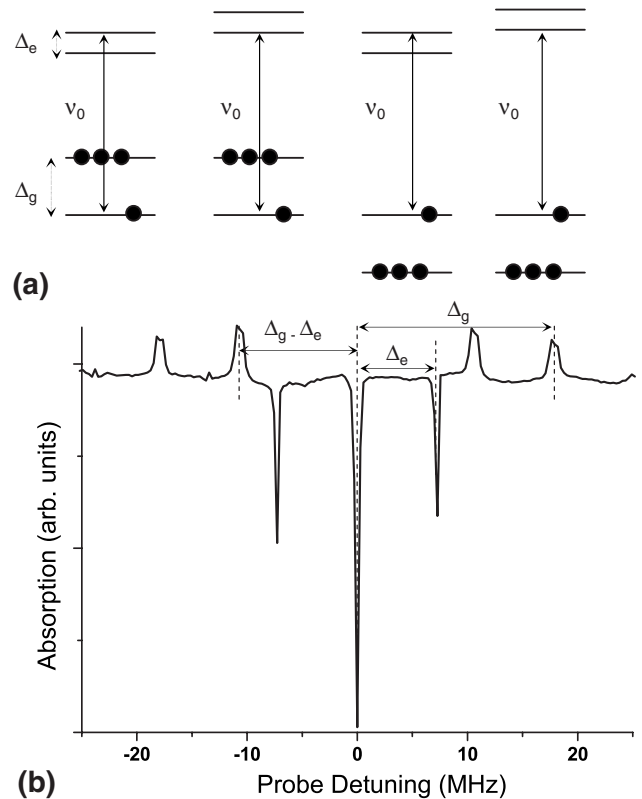 Δe
ν0 ν0 ν0 ν0
Δg
(a)
Δg - Δe Δg
Δe
Absorption (arb. units)
-20 -10 0 10 20
Probe Detuning (MHz)
(b)